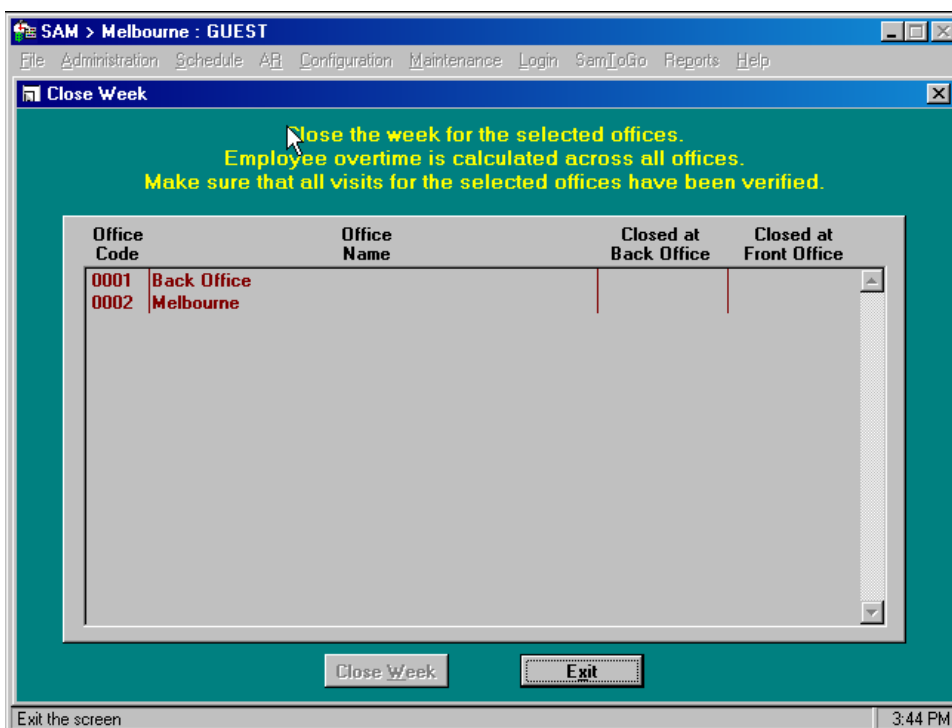 SAM > Melbourne : GUEST
File Administration Schedule AR Configuration Maintenance Login SamToGo Reports Help
Close Week
Close the week for the selected offices.
Employee overtime is calculated across all offices.
Make sure that all visits for the selected offices have been verified.
Office Code Office Name Closed at Back Office Closed at Front Office
0001 Back Office
0002 Melbourne
Close Week Exit
Exit the screen 3:44 PM